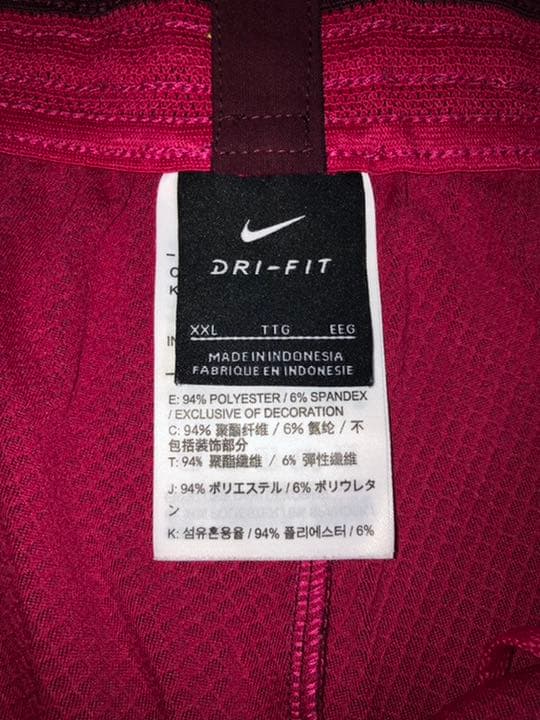 DRI-FIT
XXL TTG EEG
MADE IN INDONESIA
FABRIQUE EN INDONESIE
E: 94% POLYESTER / 6% SPANDEX
/ EXCLUSIVE OF DECORATION
C: 94% 聚酯纤维 / 6% 氨纶 / 不
包括装饰部分
T: 94% 聚酯纖維 / 6% 彈性纖維
J: 94% ポリエステル / 6% ポリウレタ
ン
K: 섬유혼용율 / 94% 폴리에스터 / 6%